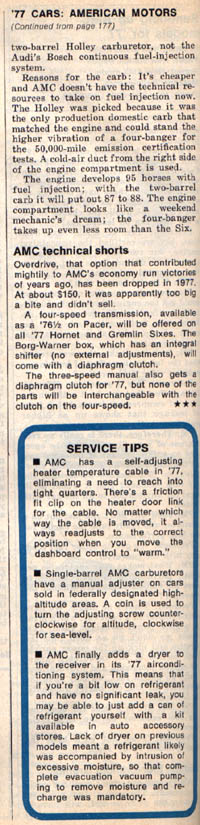 '77 CARS: AMERICAN MOTORS
(Continued from page 177)
two-barrel Holley carburetor, not the
Audi's Bosch continuous fuel-injection
system.
Reasons for the carb: It's cheaper
and AMC doesn't have the technical re-
sources to take on fuel injection now.
The Holley was picked because it was
the only production domestic carb that
matched the engine and could stand the
higher vibration of a four-banger for
the 50,000-mile emission certification
tests. A cold-air duct from the right side
of the engine compartment is used.
The engine develops 95 horses with
fuel injection; with the two-barrel
carb it will put out 87 to 88. The engine
compartment looks like a weekend
mechanic's dream; the four-banger
takes up even less room than the Six.
AMC technical shorts
Overdrive, that option that contributed
mightily to AMC's economy run victories
of years ago, has been dropped in 1977.
At about $150, it was apparently too big
a bite and didn't sell.
A four-speed transmission, available
as a '76½ on Pacer, will be offered on
all '77 Hornet and Gremlin Sixes. The
Borg-Warner box, which has an integral
shifter (no external adjustments), will
come with a diaphragm clutch.
The three-speed manual also gets a
diaphragm clutch for '77, but none of the
parts will be interchangeable with the
clutch on the four-speed. ★★★
SERVICE TIPS
■ AMC has a self-adjusting
heater temperature cable in '77,
eliminating a need to reach into
tight quarters. There's a friction
fit clip on the heater door link
for the cable. No matter which
way the cable is moved, it al-
ways readjusts to the correct
position when you move the
dashboard control to "warm."
■ Single-barrel AMC carburetors
have a manual adjuster on cars
sold in federally designated high-
altitude areas. A coin is used to
turn the adjusting screw counter-
clockwise for altitude, clockwise
for sea-level.
■ AMC finally adds a dryer to
the receiver in its '77 aircondi-
tioning system. This means that
if you're a bit low on refrigerant
and have no significant leak, you
may be able to just add a can of
refrigerant yourself with a kit
available in auto accessory
stores. Lack of dryer on previous
models meant a refrigerant likely
was accompanied by intrusion of
excessive moisture, so that com-
plete evacuation vacuum pump-
ing to remove moisture and re-
charge was mandatory.